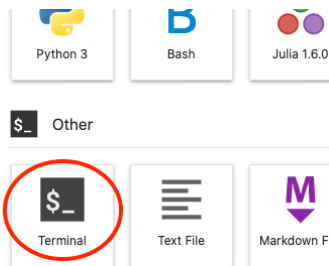 Python 3
Bash
Julia 1.6.0
$_ Other
$_
Terminal
Text File
M
Markdown F